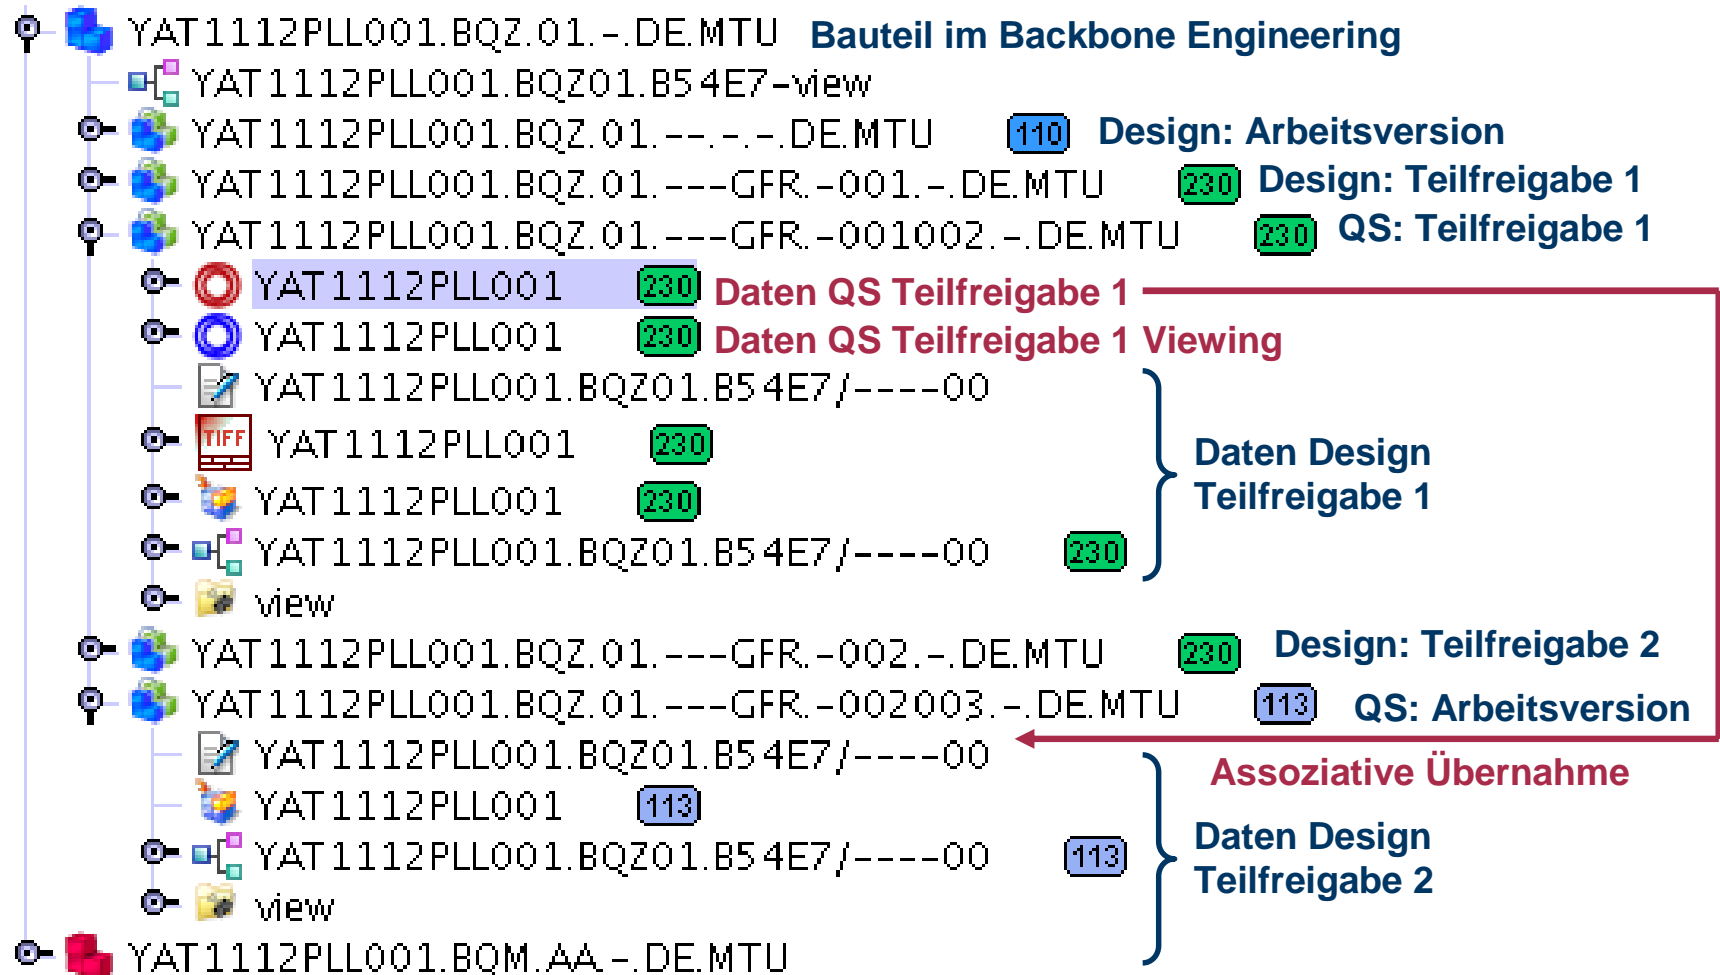 YAT1112PLL001.BQZ.01.-.DE.MTU Bauteil im Backbone Engineering
YAT1112PLL001.BQZ01.B54E7-view
YAT1112PLL001.BQZ.01.--.-.-.DE.MTU 110 Design: Arbeitsversion
YAT1112PLL001.BQZ.01.---GFR.-001.-.DE.MTU 230 Design: Teilfreigabe 1
YAT1112PLL001.BQZ.01.---GFR.-001002.-.DE.MTU 230 QS: Teilfreigabe 1
YAT1112PLL001 230 Daten QS Teilfreigabe 1
YAT1112PLL001 230 Daten QS Teilfreigabe 1 Viewing
YAT1112PLL001.BQZ01.B54E7/----00
TIFF YAT1112PLL001 230
Daten Design
YAT1112PLL001 230
Teilfreigabe 1
YAT1112PLL001.BQZ01.B54E7/----00 230
view
YAT1112PLL001.BQZ.01.---GFR.-002.-.DE.MTU 230 Design: Teilfreigabe 2
YAT1112PLL001.BQZ.01.---GFR.-002003.-.DE.MTU 113 QS: Arbeitsversion
YAT1112PLL001.BQZ01.B54E7/----00
Assoziative Übernahme
YAT1112PLL001 113
Daten Design
YAT1112PLL001.BQZ01.B54E7/----00 113
Teilfreigabe 2
view
YAT1112PLL001.BQM.AA.-.DE.MTU